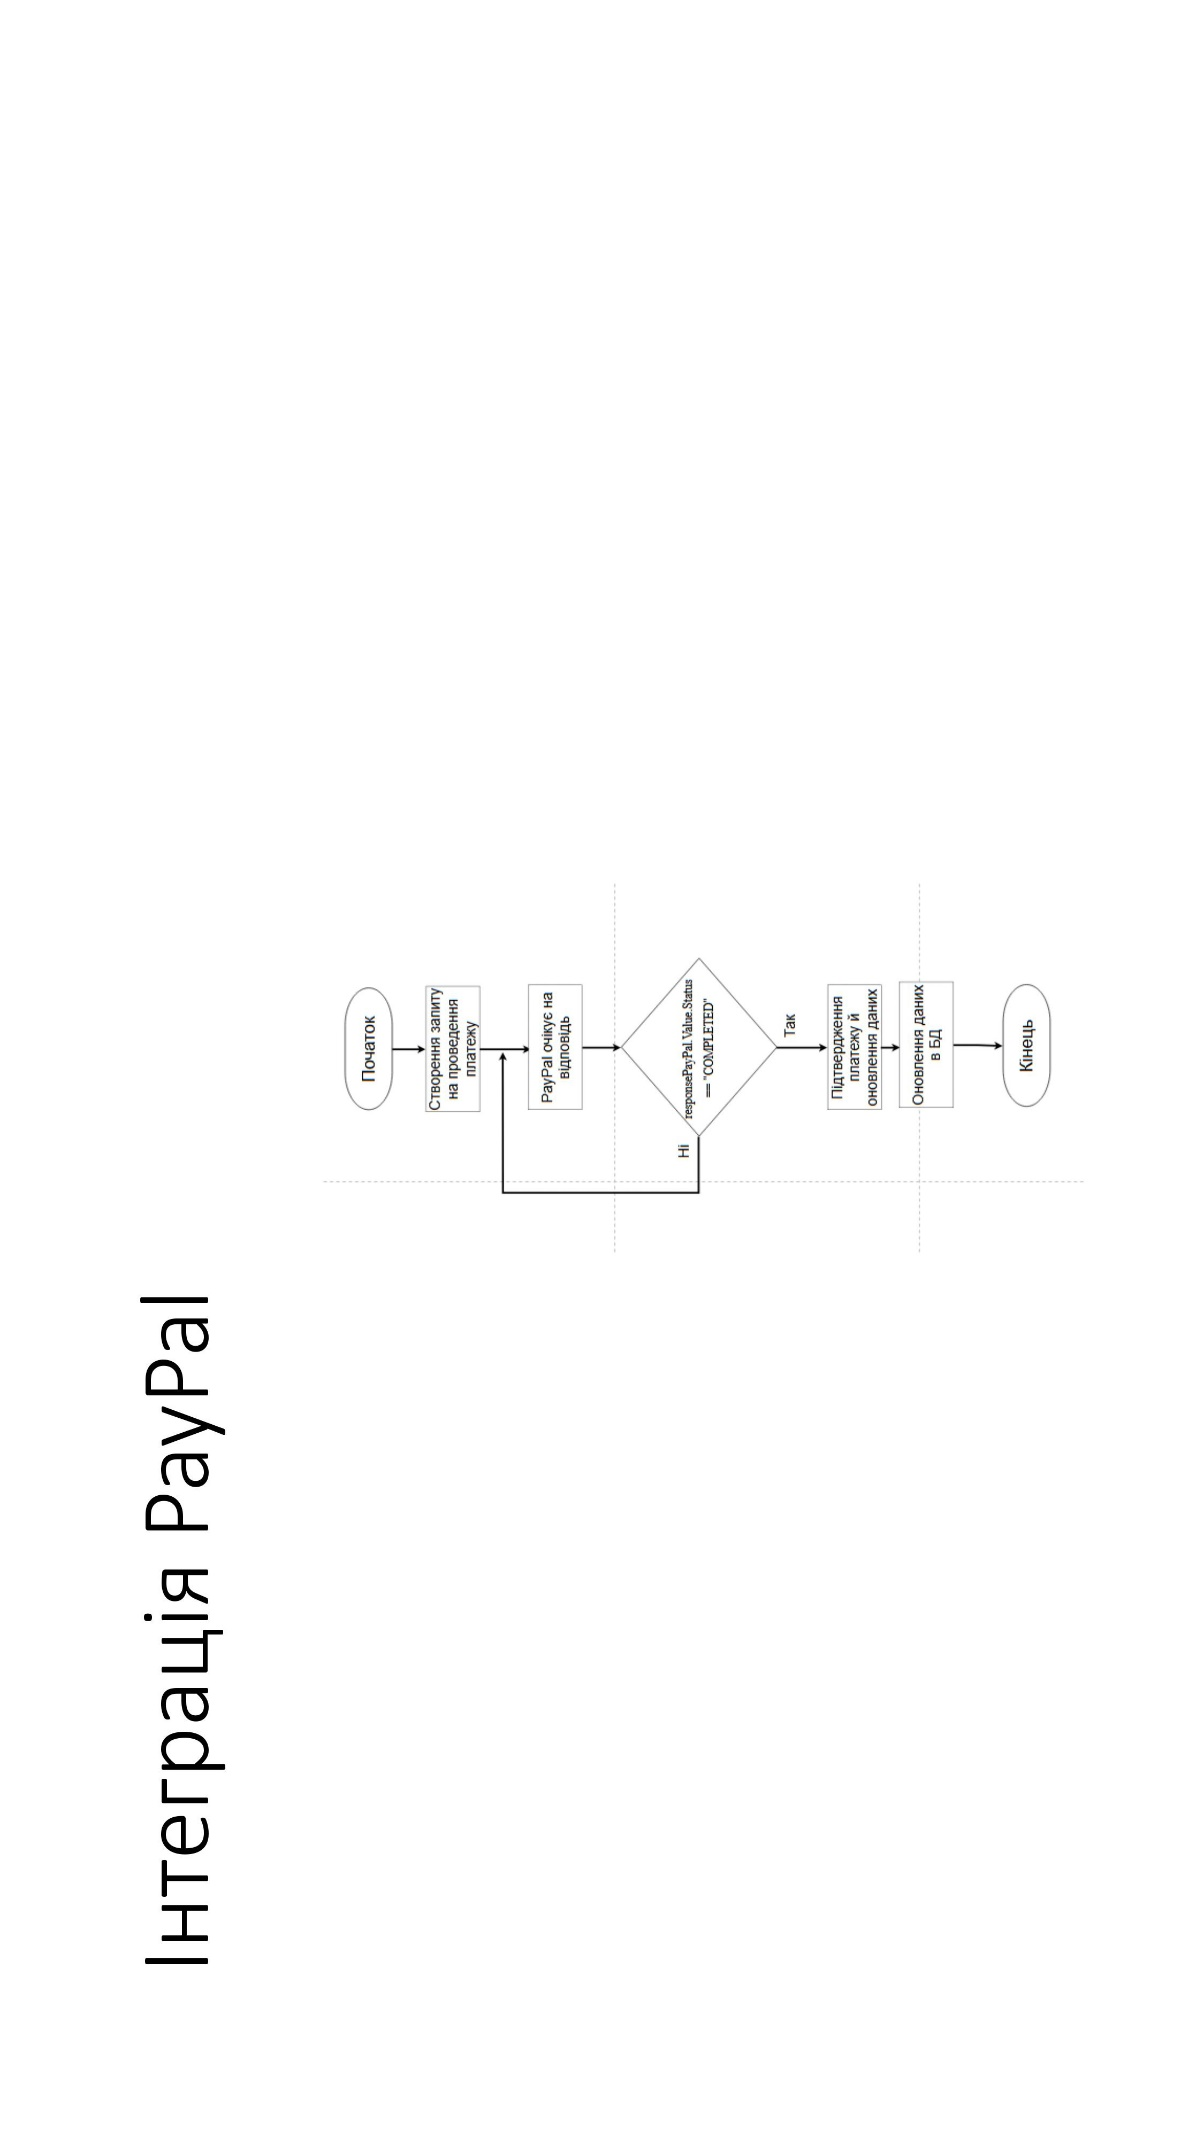 Інтеграція PayPal
Початок
Створення запиту
на проведення
платежу
PayPal очікує на
відповідь
responsePayPal.Value.Status
== "COMPLETED"
Ні
Так
Підтвердження
платежу й
оновлення даних
Оновлення даних
в БД
Кінець